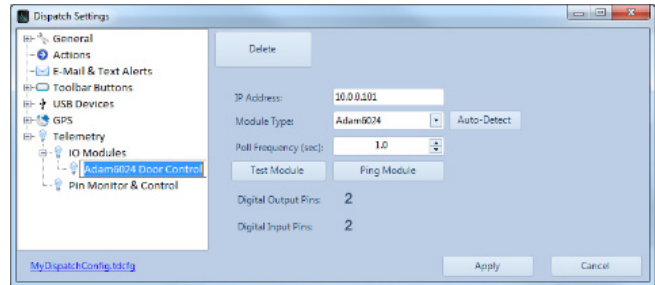 Dispatch Settings
General
Actions
E-Mail & Text Alerts
Toolbar Buttons
USB Devices
GPS
Telemetry
IO Modules
Adam6024 Door Control
Pin Monitor & Control
MyDispatchConfig.tdcfg
Delete
IP Address: 10.0.0.101
Module Type: Adam6024 Auto-Detect
Poll Frequency (sec): 1.0
Test Module Ping Module
Digital Output Pins: 2
Digital Input Pins: 2
Apply Cancel